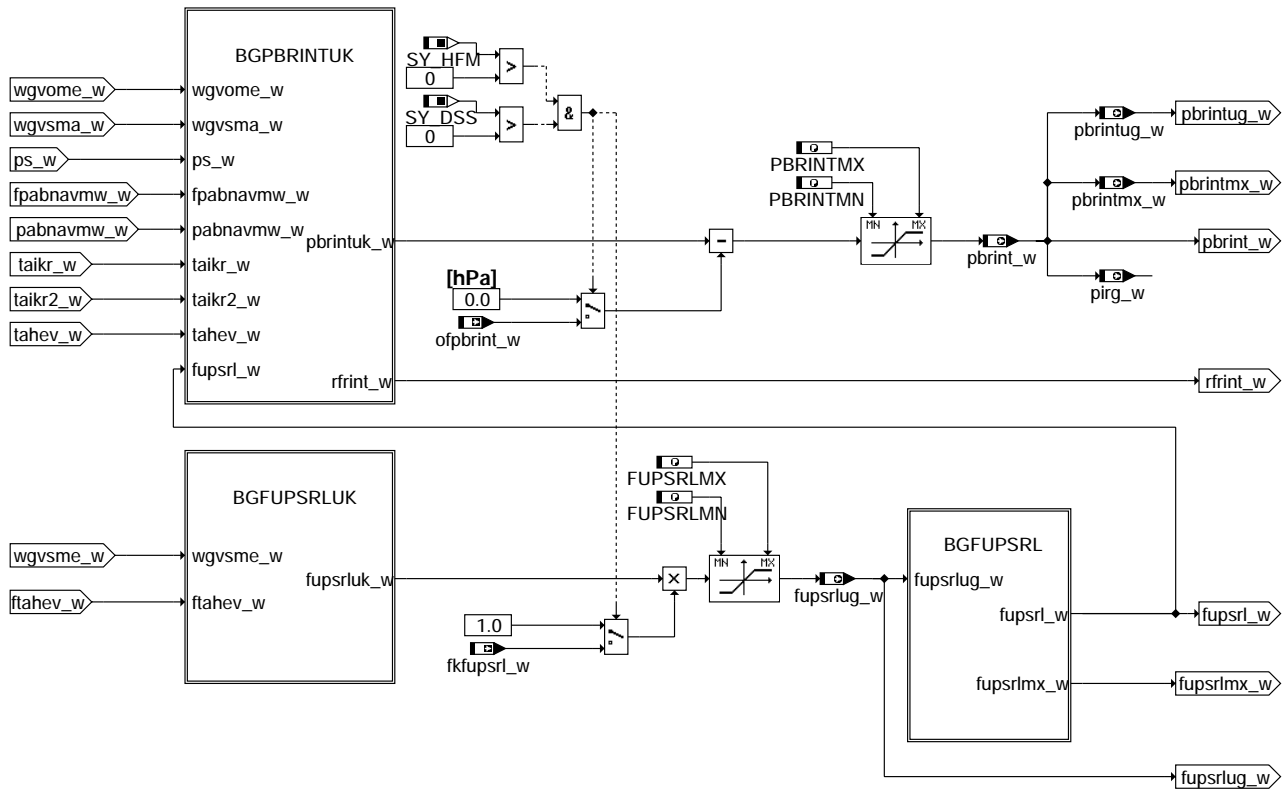 BGPBRINTUK
wgvome_w
wgvome_w
wgvsma_w
wgvsma_w
ps_w
ps_w
fpabnavmw_w
fpabnavmw_w
pabnavmw_w
pabnavmw_w
taikr_w
taikr_w
taikr2_w
taikr2_w
tahev_w
tahev_w
fupsrl_w
pbrintuk_w
rfrint_w
SY_HFM
0
>
SY_DSS
0
>
&
[hPa]
0.0
ofpbrint_w
-
PBRINTMX
PBRINTMN
MN MX
pbrint_w
pbrintug_w
pbrintug_w
pbrintmx_w
pbrintmx_w
pbrint_w
pirg_w
rfrint_w
BGFUPSRLUK
wgvsme_w
wgvsme_w
ftahev_w
ftahev_w
fupsrluk_w
1.0
fkfupsrl_w
×
FUPSRLMX
FUPSRLMN
MN MX
fupsrlug_w
BGFUPSRL
fupsrlug_w
fupsrl_w
fupsrl_w
fupsrlmx_w
fupsrlmx_w
fupsrlug_w